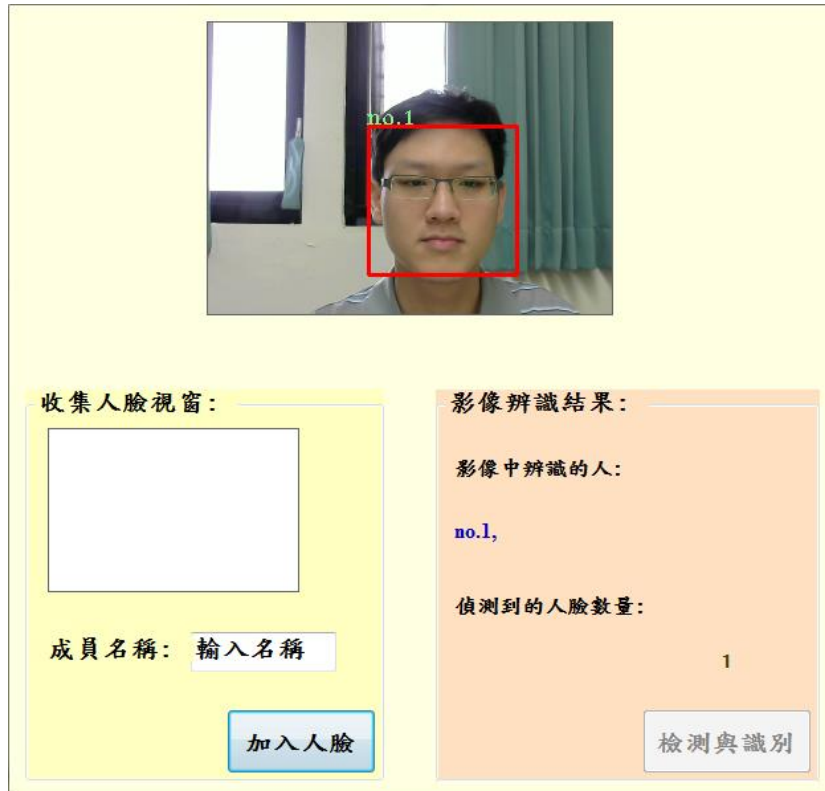 no.1
收集人臉視窗:
成員名稱: 輸入名稱
加入人臉
影像辨識結果:
影像中辨識的人:
no.1,
偵測到的人臉數量:
1
檢測與識別